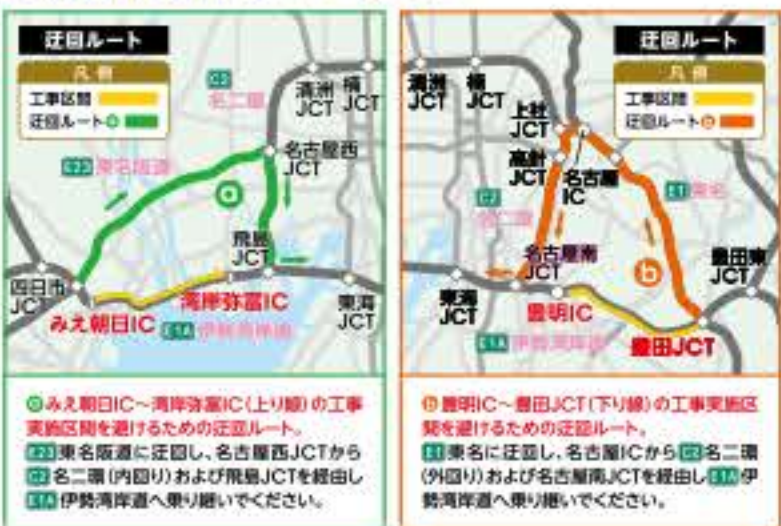 迂回ルート
凡例
工事区間
迂回ルートⓐ
C2
名二環
清洲
JCT
楠
JCT
E23 東名阪道
名古屋西
JCT
ⓐ
飛島
JCT
四日市
JCT
みえ朝日IC
湾岸弥富IC
東海
JCT
E1A 伊勢湾岸道
ⓐみえ朝日IC～湾岸弥富IC(上り線)の工事
実施区間を避けるための迂回ルート。
E23 東名阪道に迂回し、名古屋西JCTから
C2 名二環(内回り)および飛島JCTを経由し
E1A 伊勢湾岸道へ乗り継いでください。
迂回ルート
凡例
工事区間
迂回ルートⓑ
清洲
JCT
楠
JCT
上社
JCT
高針
JCT
名古屋
IC
C2
名二環
E1 東名
名古屋南
JCT
ⓑ
豊田東
JCT
東海
JCT
豊明IC
E1A 伊勢湾岸道
豊田JCT
ⓑ豊明IC～豊田JCT(下り線)の工事実施区
間を避けるための迂回ルート。
E1 東名に迂回し、名古屋ICから C2 名二環
(外回り)および名古屋南JCTを経由し E1A 伊
勢湾岸道へ乗り継いでください。